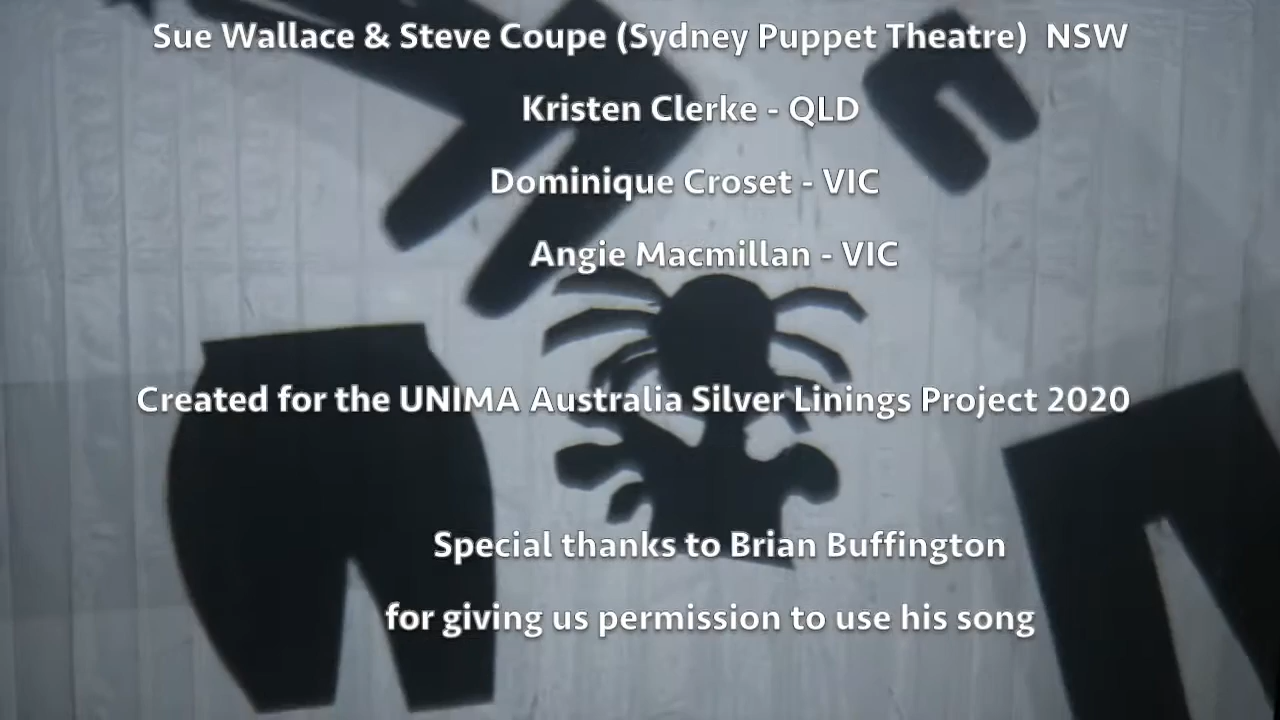 Sue Wallace & Steve Coupe (Sydney Puppet Theatre)  NSW
Kristen Clerke - QLD
Dominique Croset - VIC
Angie Macmillan - VIC
Created for the UNIMA Australia Silver Linings Project 2020
Special thanks to Brian Buffington
for giving us permission to use his song